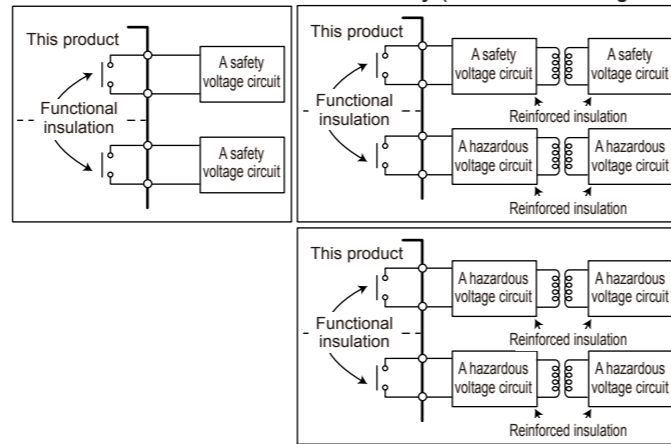 This product
A safety
voltage circuit
Functional
insulation
A safety
voltage circuit
This product
A safety
voltage circuit
A safety
voltage circuit
Reinforced insulation
Functional
insulation
A hazardous
voltage circuit
A hazardous
voltage circuit
Reinforced insulation
This product
A hazardous
voltage circuit
A hazardous
voltage circuit
Reinforced insulation
Functional
insulation
A hazardous
voltage circuit
A hazardous
voltage circuit
Reinforced insulation